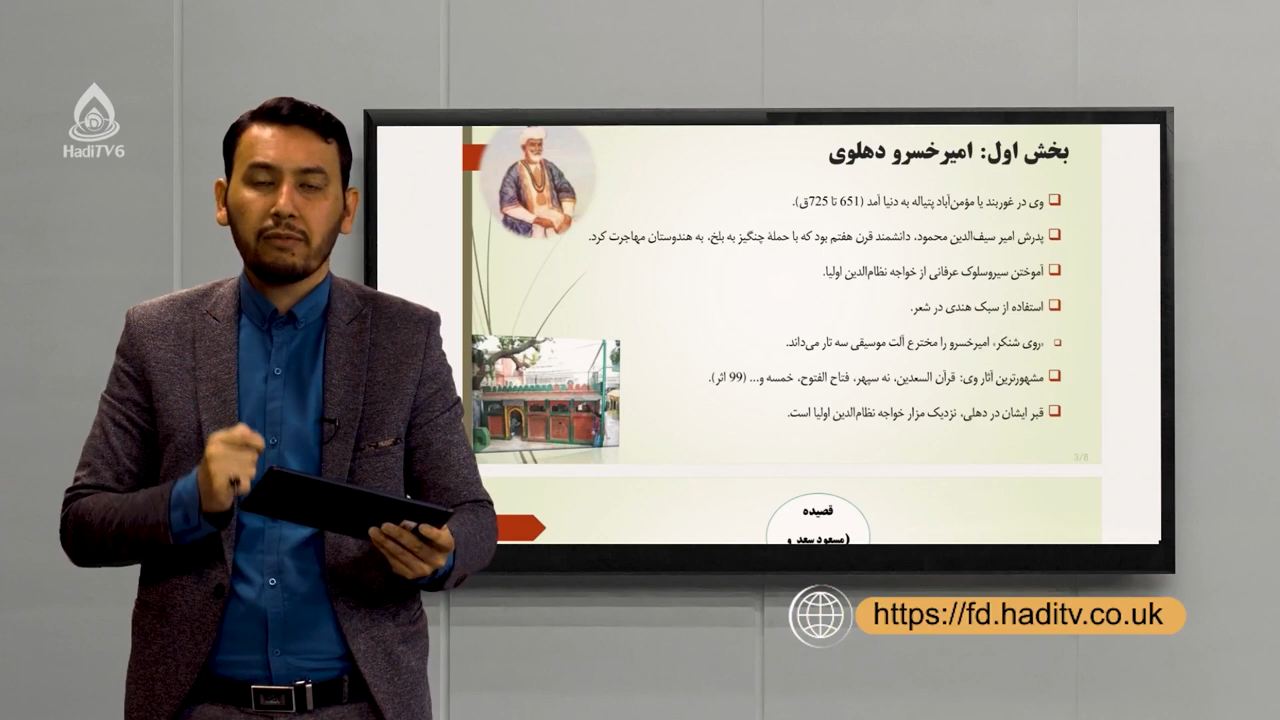 HadiTV6
بخش اول: امیرخسرو دهلوی
وی در غوربند یا مؤمن‌آباد پتیاله به دنیا آمد (651 تا 725ق).
پدرش امیر سیف‌الدین محمود، دانشمند قرن هفتم بود که با حملهٔ چنگیز به بلخ، به هندوستان مهاجرت کرد.
آموختن سیروسلوک عرفانی از خواجه نظام‌الدین اولیا.
استفاده از سبک هندی در شعر.
«روی شنکر» امیرخسرو را مخترع آلت موسیقی سه تار می‌داند.
مشهورترین آثار وی: قرآن السعدین، نه سپهر، فتاح الفتوح، خمسه و... (99 اثر).
قبر ایشان در دهلی، نزدیک مزار خواجه نظام‌الدین اولیا است.
3/8
قصیده
(مسعود سعد و
https://fd.haditv.co.uk